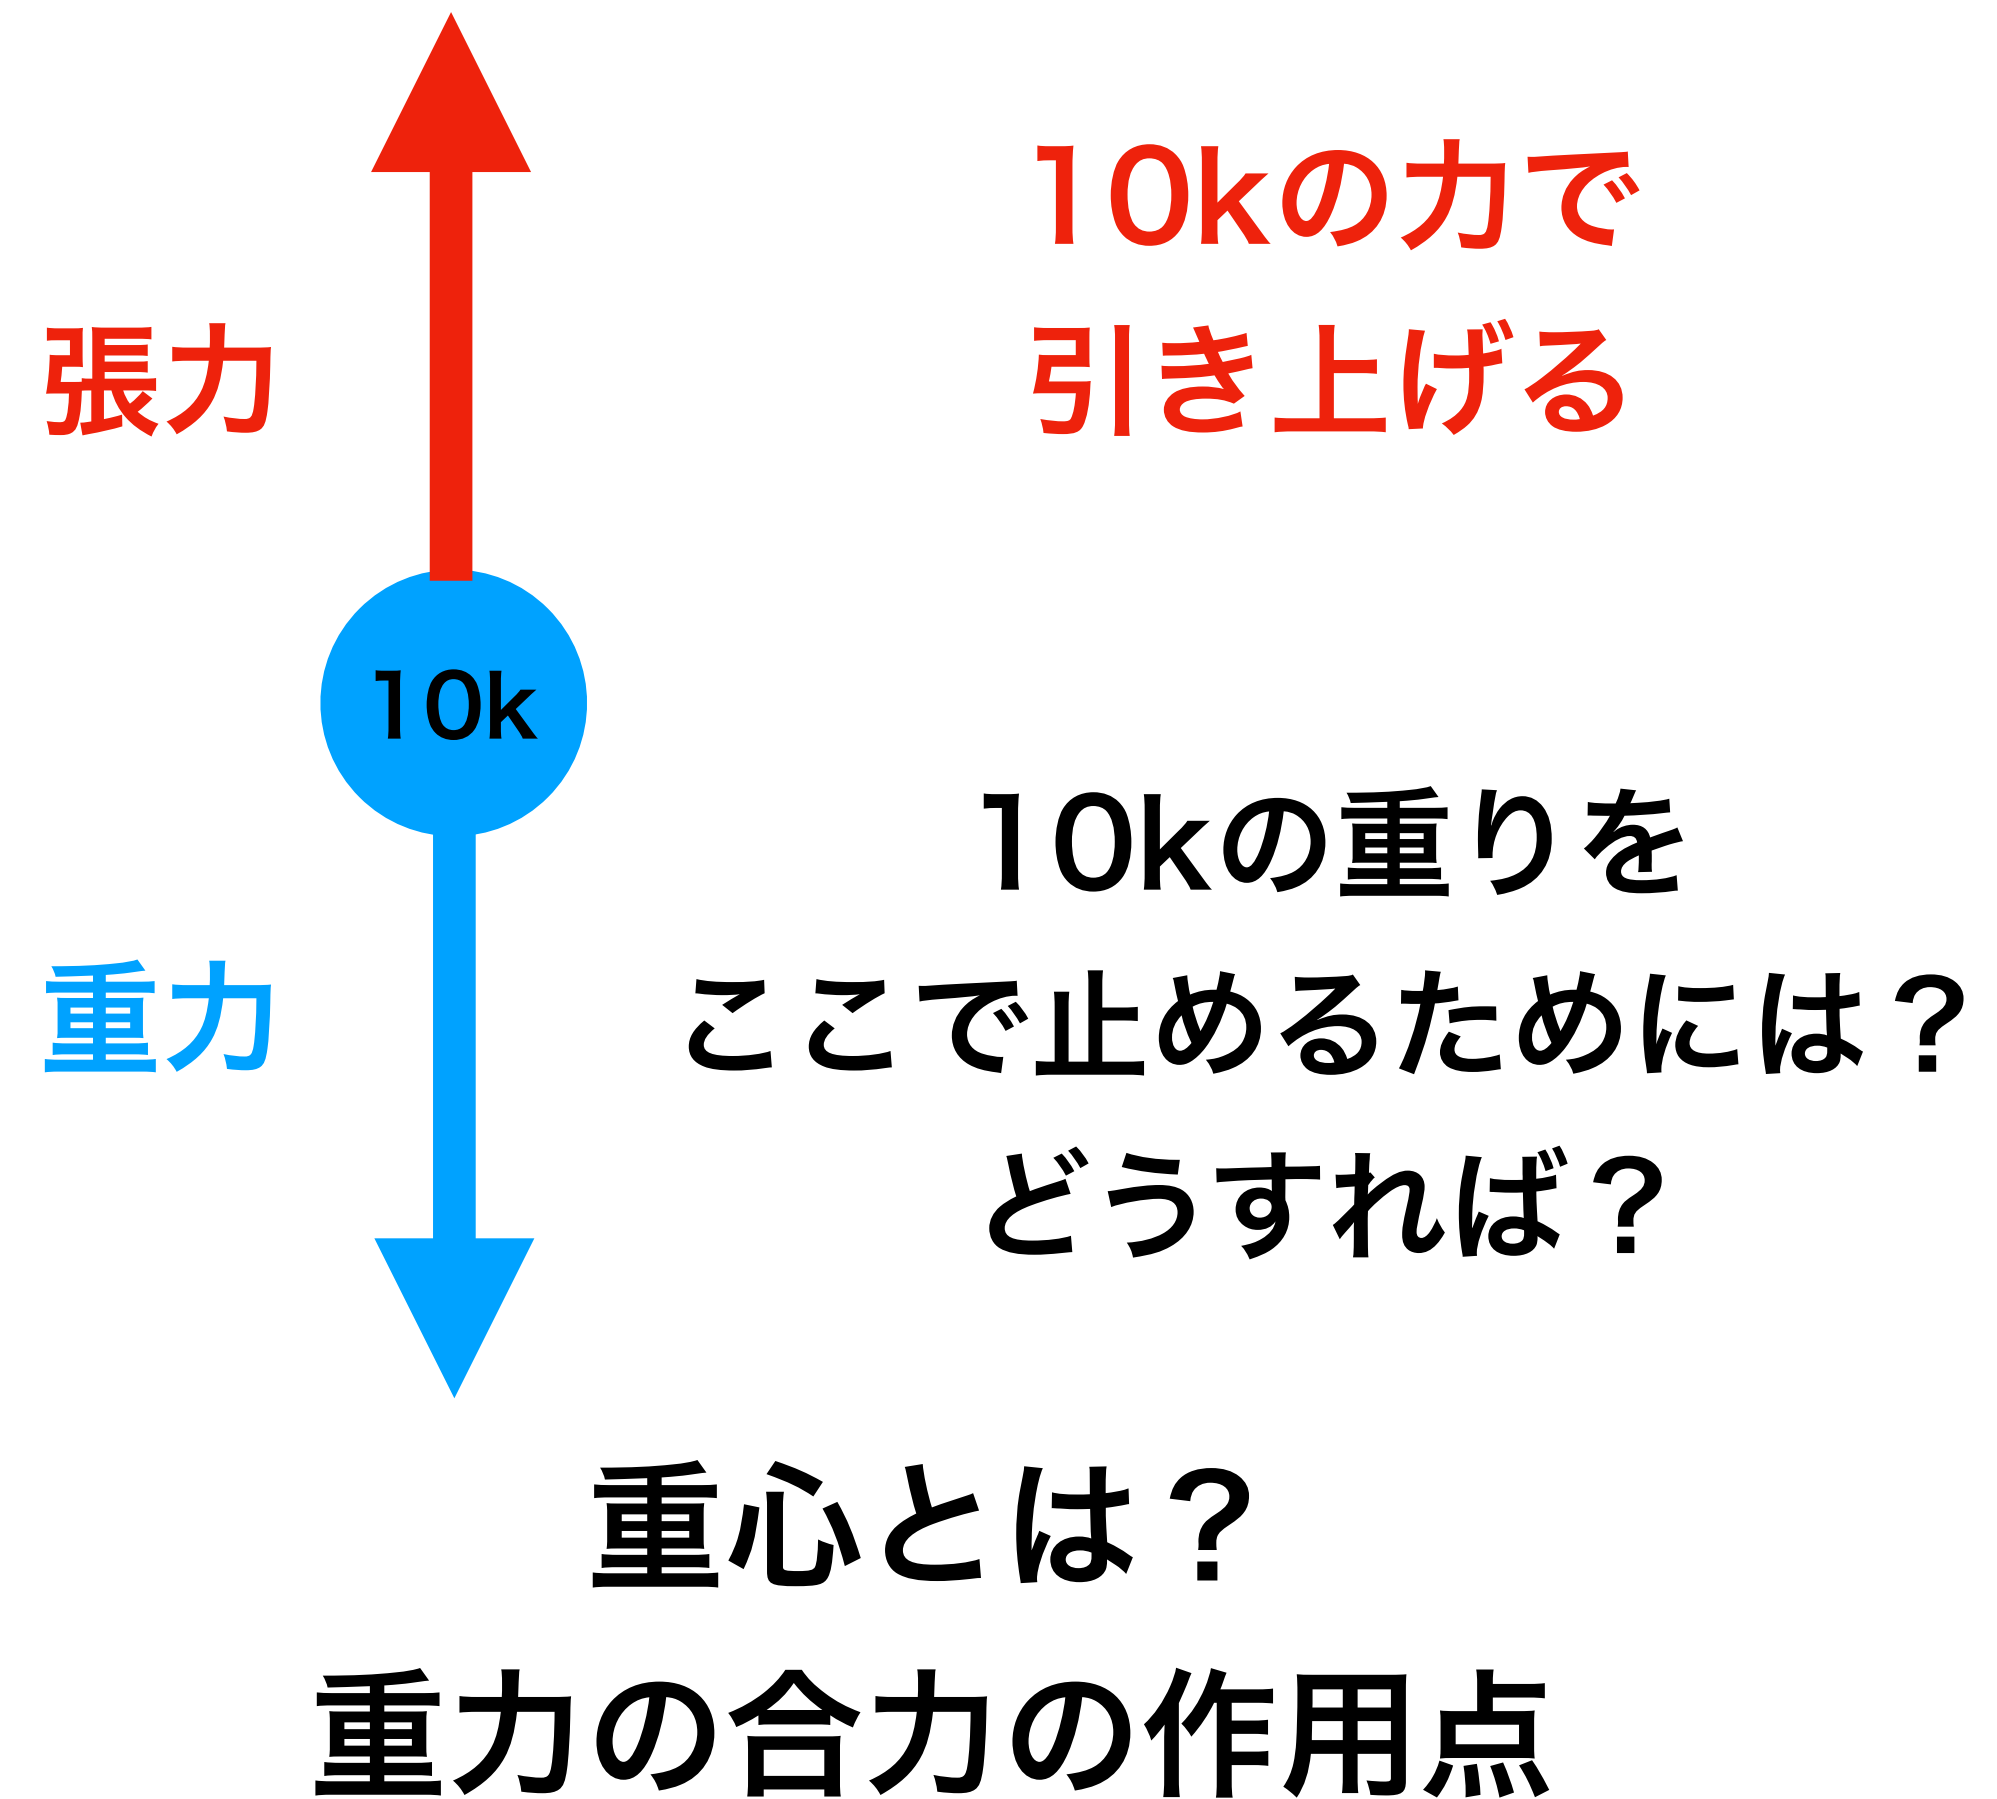 10kの力で
引き上げる
張力
10k
10kの重りを
ここで止めるためには？
どうすれば？
重力
重心とは？
重力の合力の作用点